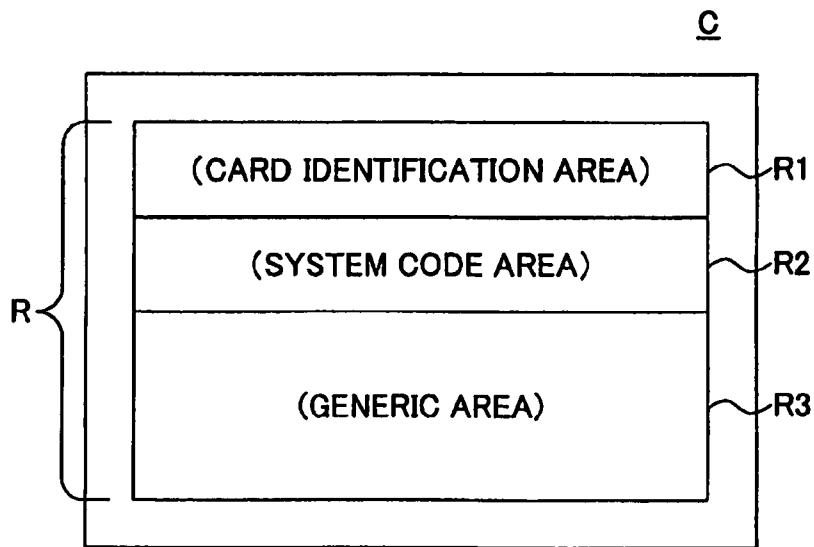 C
(CARD IDENTIFICATION AREA) R1
(SYSTEM CODE AREA) R2
R
(GENERIC AREA) R3